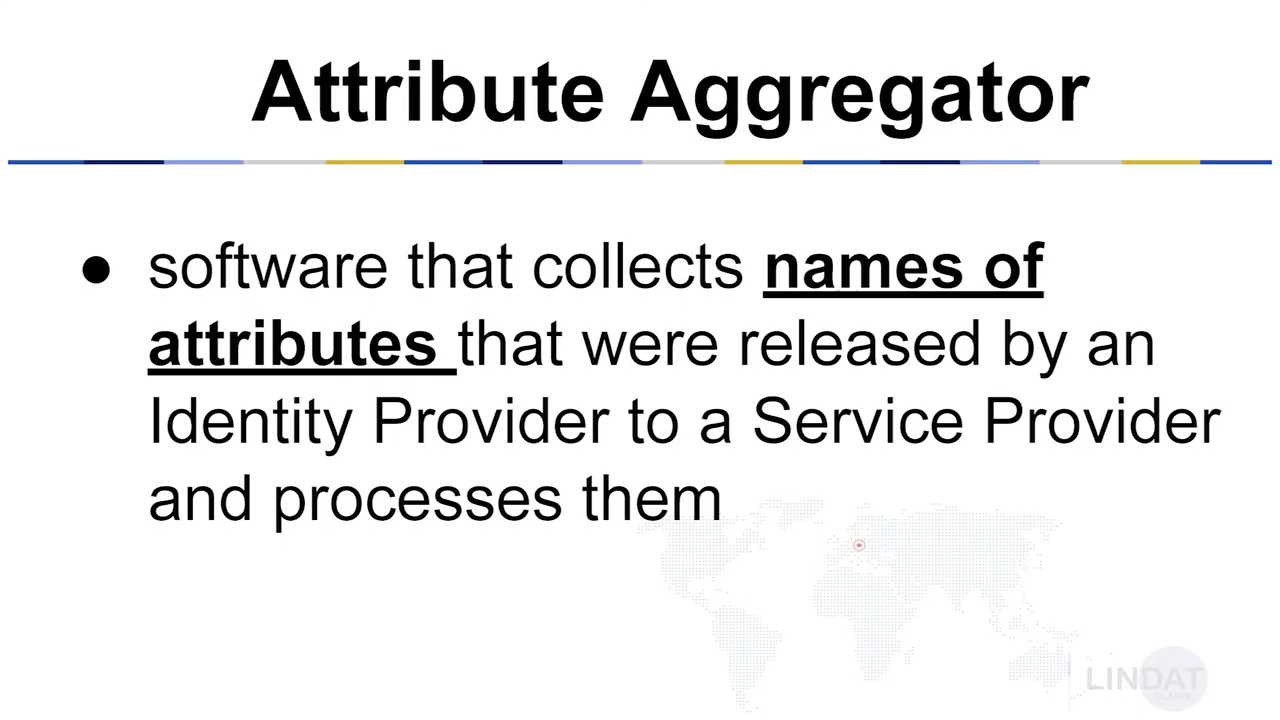 Attribute Aggregator
● software that collects names of
attributes that were released by an
Identity Provider to a Service Provider
and processes them
LINDAT
CLARIN